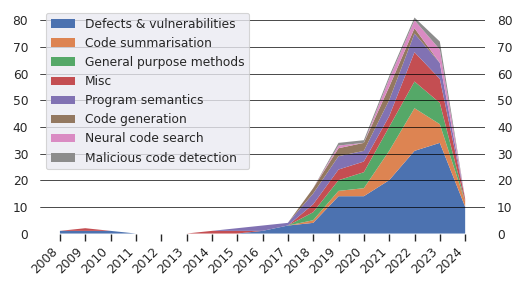 80
70
60
50
40
30
20
10
0
Defects & vulnerabilities
Code summarisation
General purpose methods
Misc
Program semantics
Code generation
Neural code search
Malicious code detection
80
70
60
50
40
30
20
10
0
2008 2009 2010 2011 2012 2013 2014 2015 2016 2017 2018 2019 2020 2021 2022 2023 2024